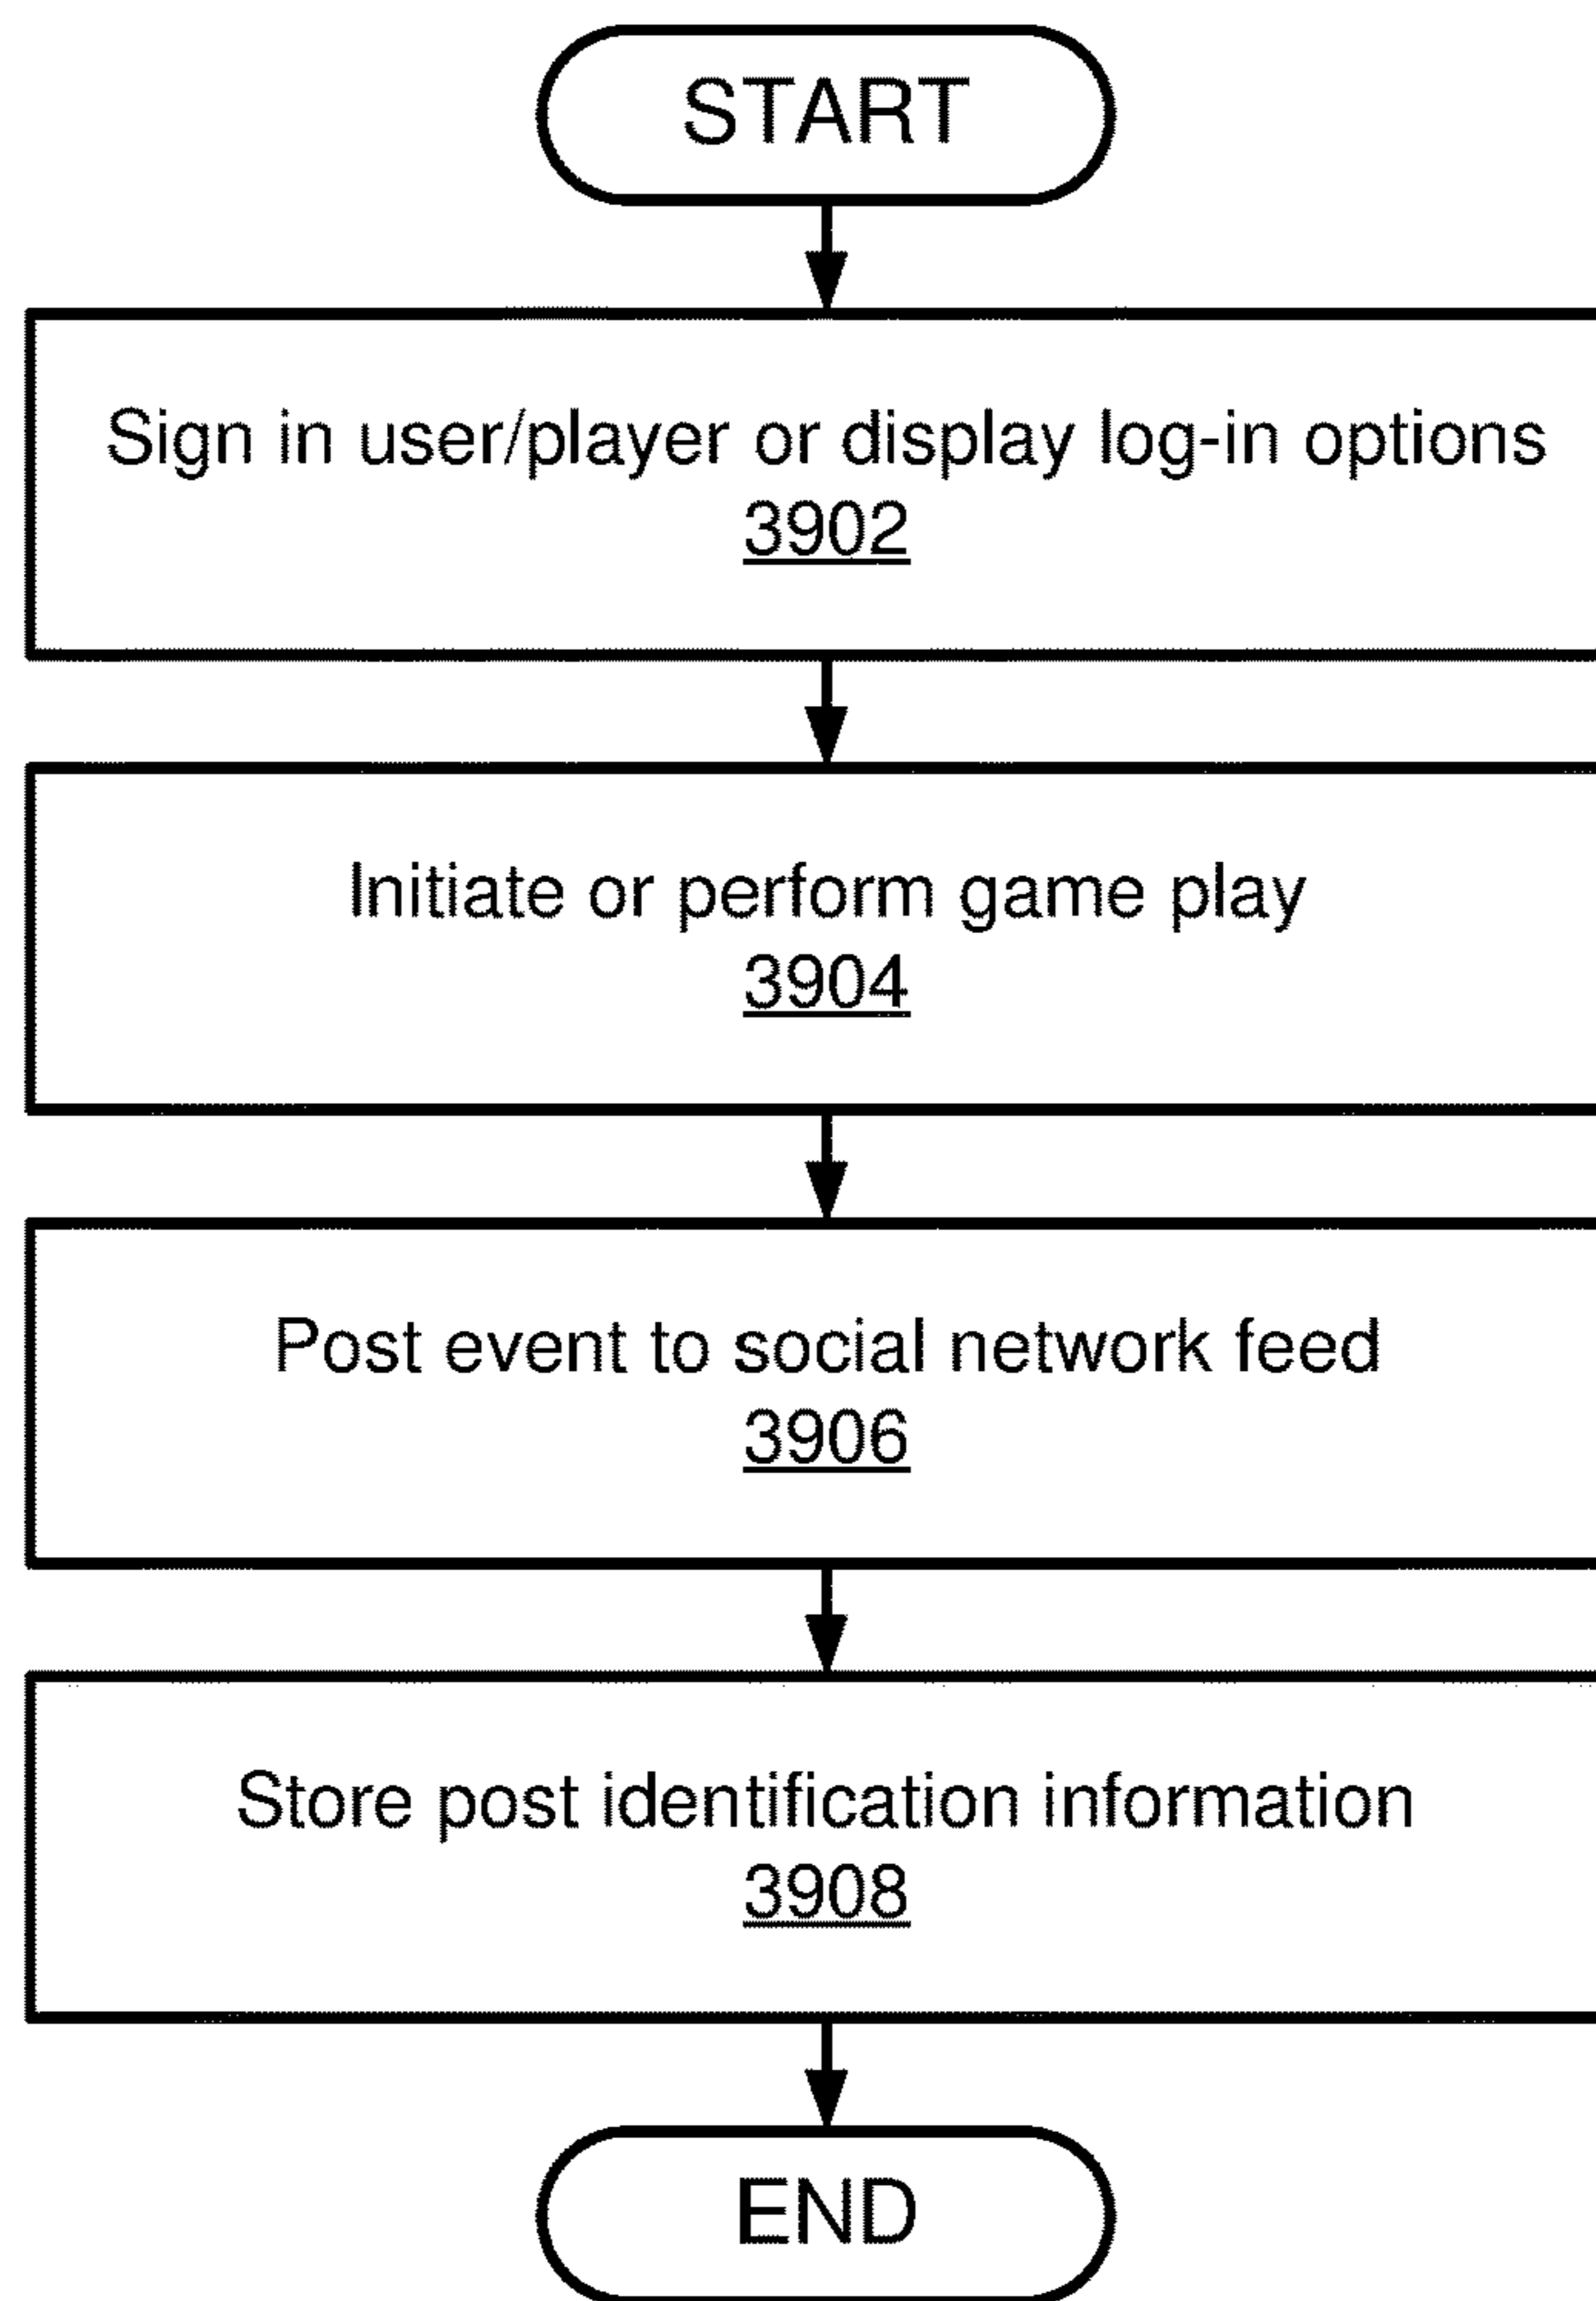 START
Sign in user/player or display log-in options
3902
Initiate or perform game play
3904
Post event to social network feed
3906
Store post identification information
3908
END